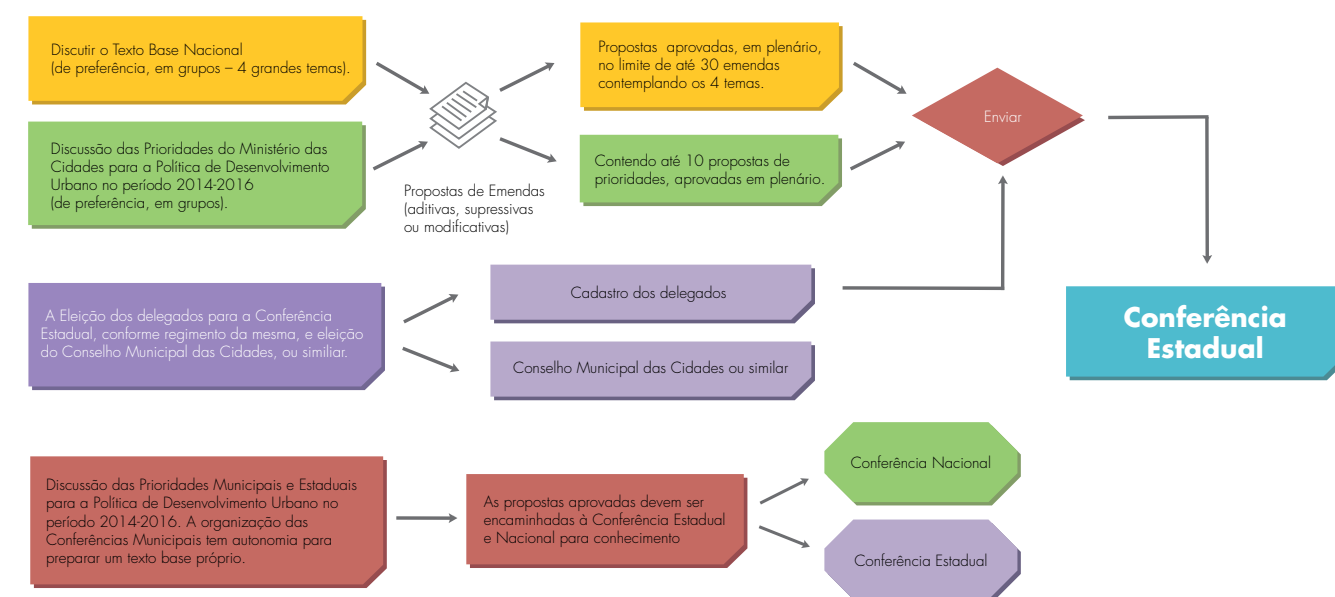 Discutir o Texto Base Nacional
(de preferência, em grupos – 4 grandes temas).
Propostas aprovadas, em plenário,
no limite de até 30 emendas
contemplando os 4 temas.
Enviar
Discussão das Prioridades do Ministério das
Cidades para a Política de Desenvolvimento
Urbano no período 2014-2016
(de preferência, em grupos).
Propostas de Emendas
(aditivas, supressivas
ou modificativas)
Contendo até 10 propostas de
prioridades, aprovadas em plenário.
A Eleição dos delegados para a Conferência
Estadual, conforme regimento da mesma, e eleição
do Conselho Municipal das Cidades, ou similiar.
Cadastro dos delegados
Conselho Municipal das Cidades ou similar
Conferência
Estadual
Discussão das Prioridades Municipais e Estaduais
para a Política de Desenvolvimento Urbano no
período 2014-2016. A organização das
Conferências Municipais tem autonomia para
preparar um texto base próprio.
As propostas aprovadas devem ser
encaminhadas à Conferência Estadual
e Nacional para conhecimento
Conferência Nacional
Conferência Estadual